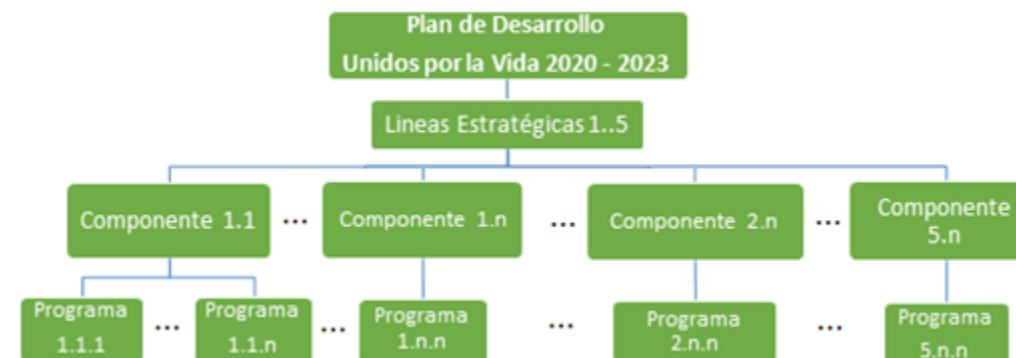 Plan de Desarrollo
Unidos por la Vida 2020 - 2023
Lineas Estratégicas 1..5
Componente 1.1
...
Componente 1.n
...
Componente 2.n
...
Componente
5.n
Programa
1.1.1
...
Programa
1.1.n
...
Programa
1.n.n
...
Programa
2.n.n
...
Programa
5.n.n